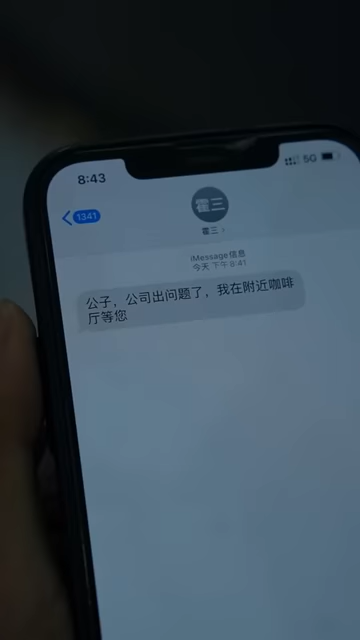 8:43
5G
1341
霍三
霍三
iMessage信息
今天 下午 8:41
公子，公司出问题了，我在附近咖啡
厅等您